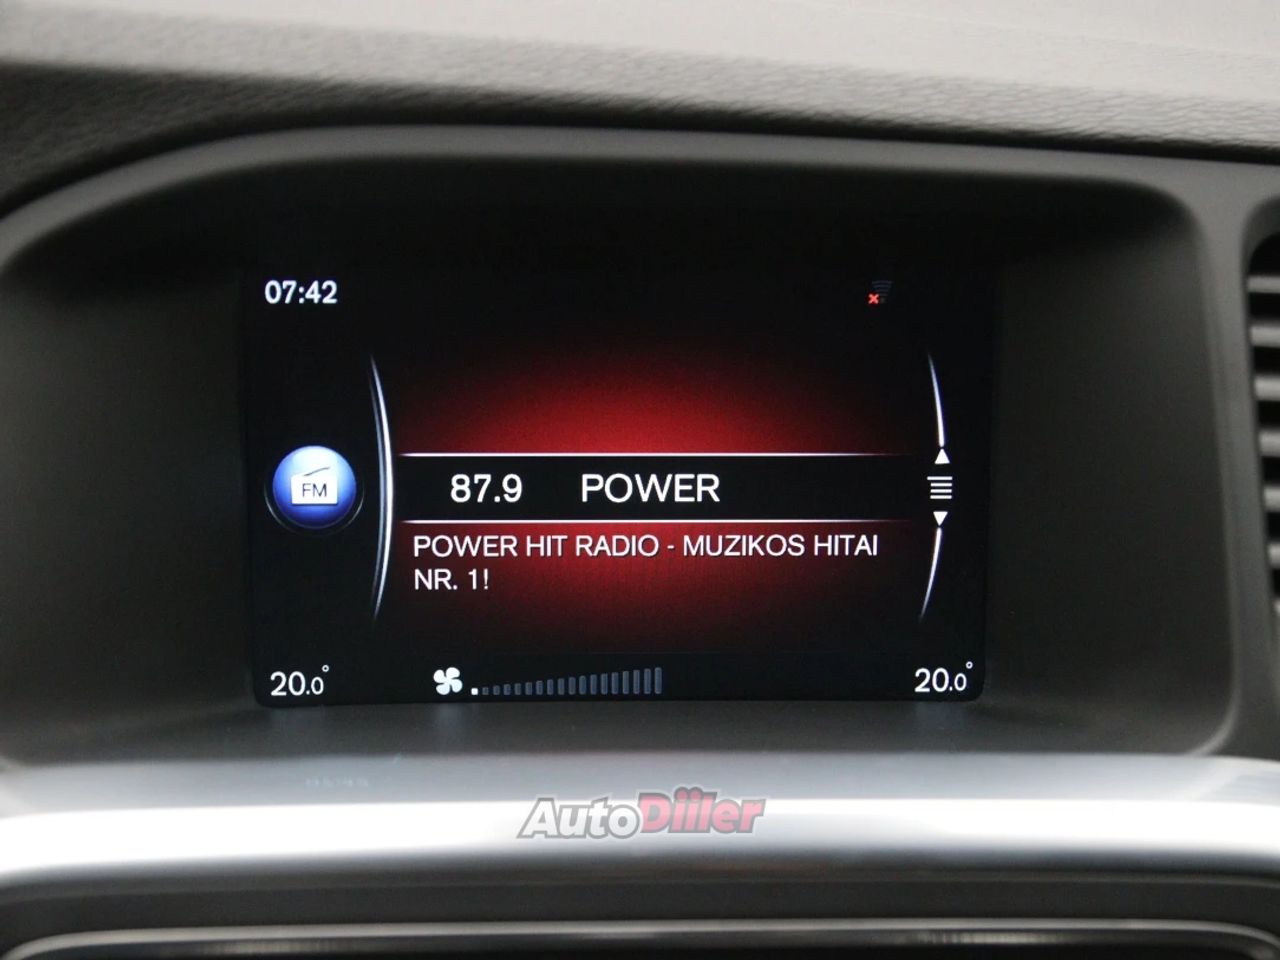 07:42
FM
87.9 POWER
POWER HIT RADIO - MUZIKOS HITAI
NR. 1!
20.0° 20.0°
AutoDiiler